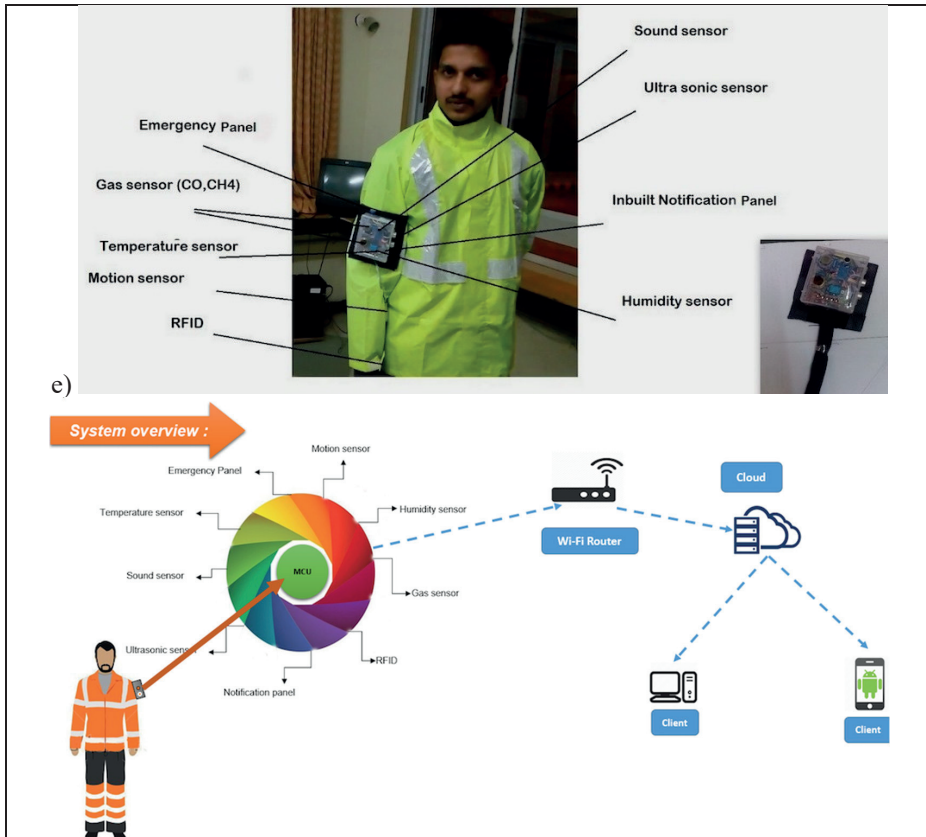 Sound sensor
Ultra sonic sensor
Emergency Panel
Gas sensor (CO,CH4)
Inbuilt Notification Panel
Temperature sensor
Motion sensor
Humidity sensor
RFID
e)
System overview :
Motion sensor
Emergency Panel
Temperature sensor
Humidity sensor
Sound sensor
MCU
Gas sensor
Ultrasonic sensor
RFID
Notification panel
Wi-Fi Router
Cloud
Client
Client